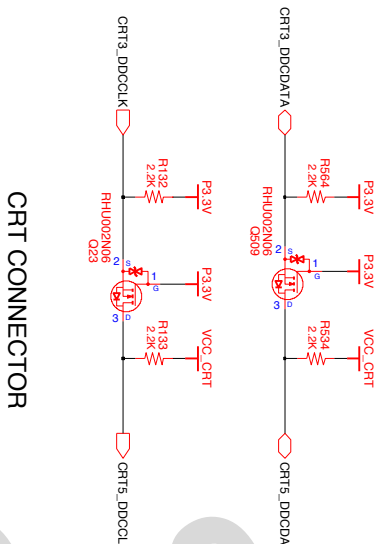 CRT3_DDCDATA
P3.3V
R564
2.2K
RHU002N06
Q509
2
S
1
G
P3.3V
3
D
R534
2.2K
VCC_CRT
CRT5_DDCDA
CRT3_DDCCLK
P3.3V
R132
2.2K
RHU002N06
Q23
2
S
1
G
P3.3V
3
D
R133
2.2K
VCC_CRT
CRT5_DDCCL
CRT CONNECTOR